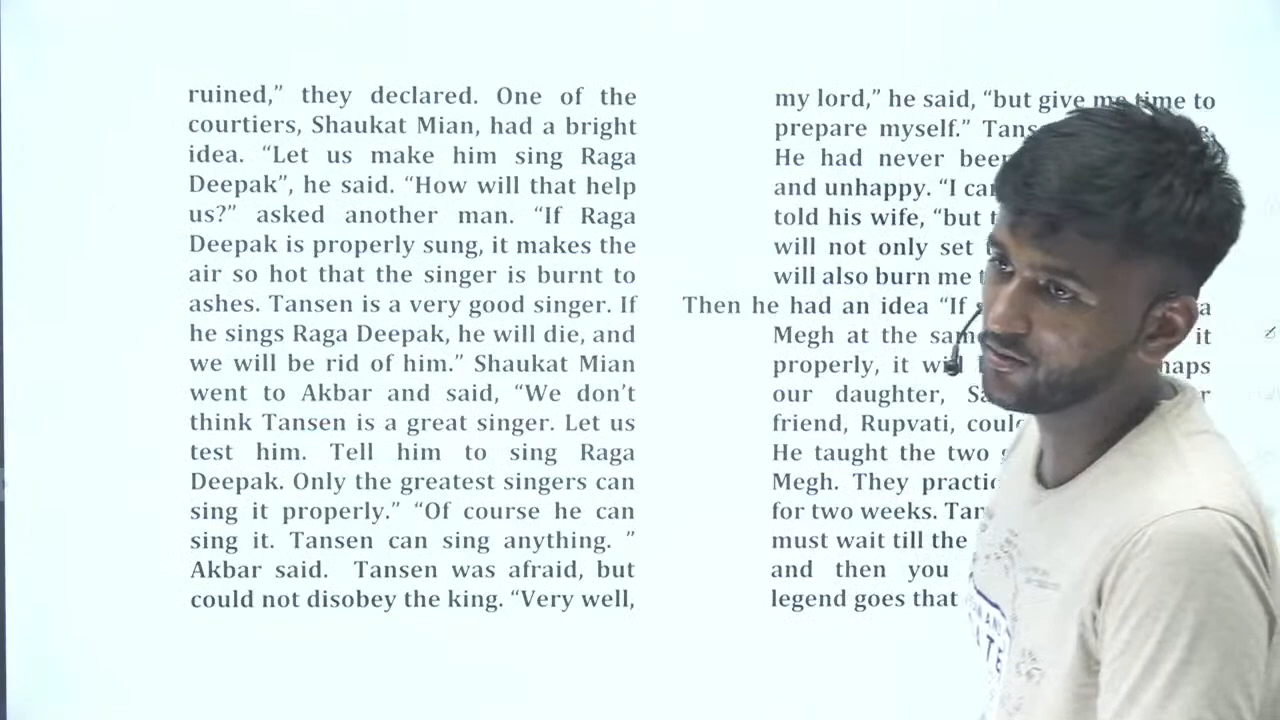 ruined,” they declared. One of the
courtiers, Shaukat Mian, had a bright
idea. “Let us make him sing Raga
Deepak”, he said. “How will that help
us?” asked another man. “If Raga
Deepak is properly sung, it makes the
air so hot that the singer is burnt to
ashes. Tansen is a very good singer. If
he sings Raga Deepak, he will die, and
we will be rid of him.” Shaukat Mian
went to Akbar and said, “We don’t
think Tansen is a great singer. Let us
test him. Tell him to sing Raga
Deepak. Only the greatest singers can
sing it properly.” “Of course he can
sing it. Tansen can sing anything. ”
Akbar said. Tansen was afraid, but
could not disobey the king. “Very well,
my lord,” he said, “but give me time to
prepare myself.”
He had never
and unhappy. “I
told his wife, “but
will not only set
will also burn me
Then he had an idea “If
Megh at the it
properly, it
our daughter,
friend, Rupvati,
He taught the two
Megh. They
for two weeks.
must wait till the
and then you
legend goes that